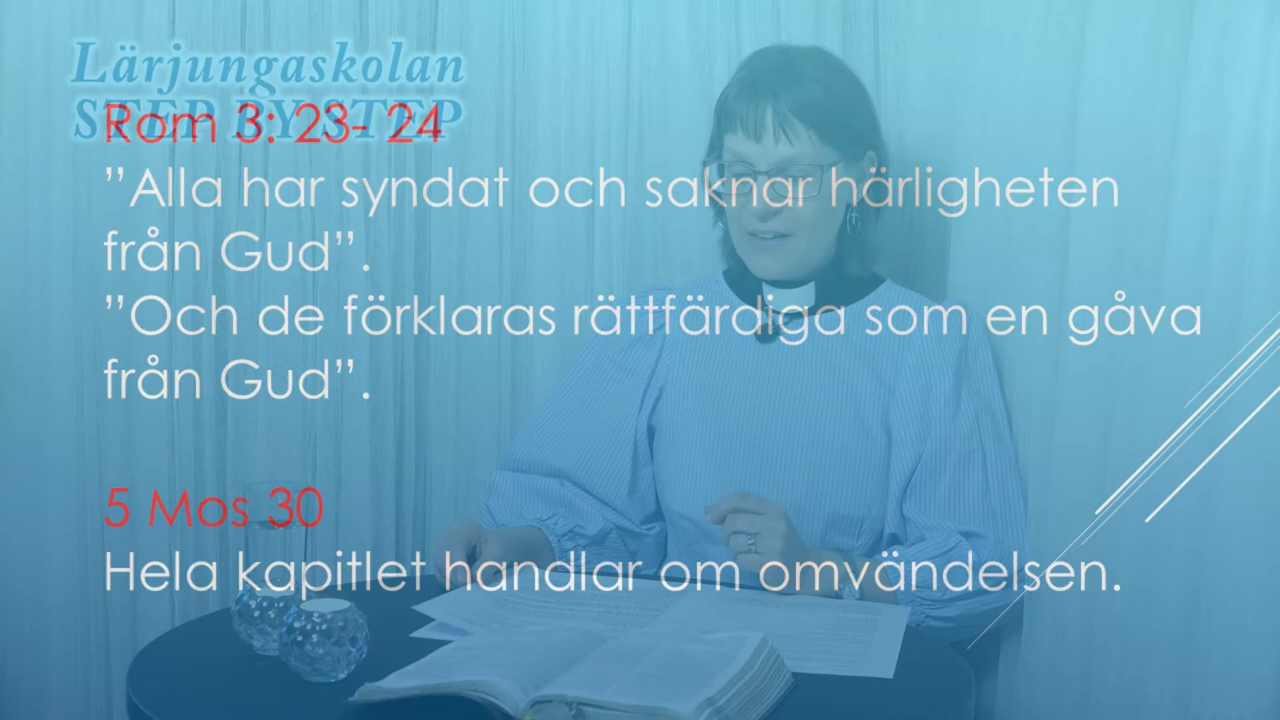 Lärjungaskolan
STEP BY STEP
Rom 3: 23- 24
”Alla har syndat och saknar härligheten
från Gud”.
”Och de förklaras rättfärdiga som en gåva
från Gud”.
5 Mos 30
Hela kapitlet handlar om omvändelsen.